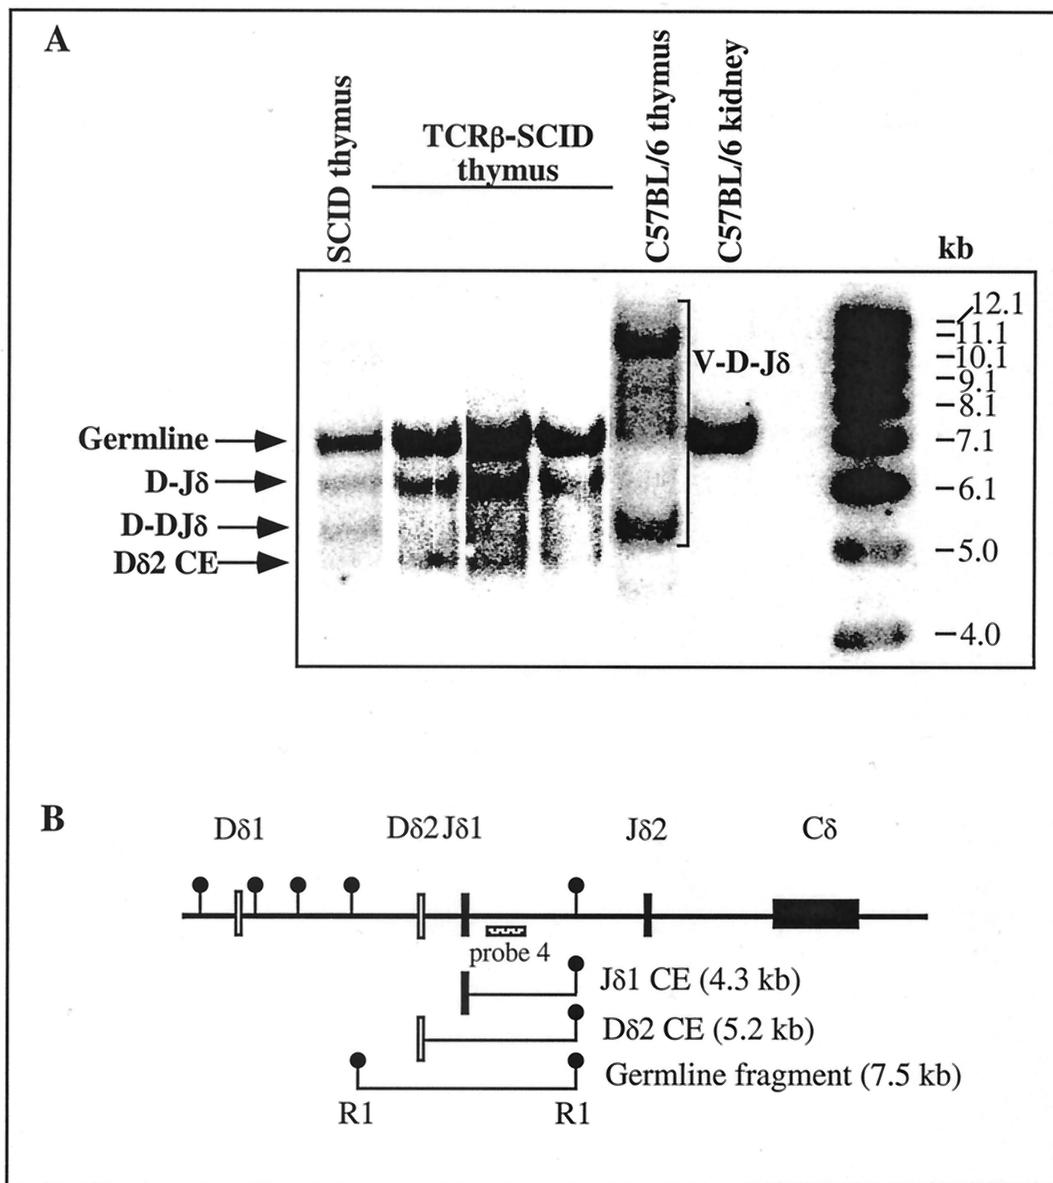 A
SCID thymus
TCRβ-SCID
thymus
C57BL/6 thymus
C57BL/6 kidney
kb
12.1
11.1
10.1
9.1
8.1
7.1
6.1
5.0
4.0
V-D-Jδ
Germline
D-Jδ
D-DJδ
Dδ2 CE
B
Dδ1
Dδ2 Jδ1
Jδ2
Cδ
probe 4
Jδ1 CE (4.3 kb)
Dδ2 CE (5.2 kb)
Germline fragment (7.5 kb)
R1
R1